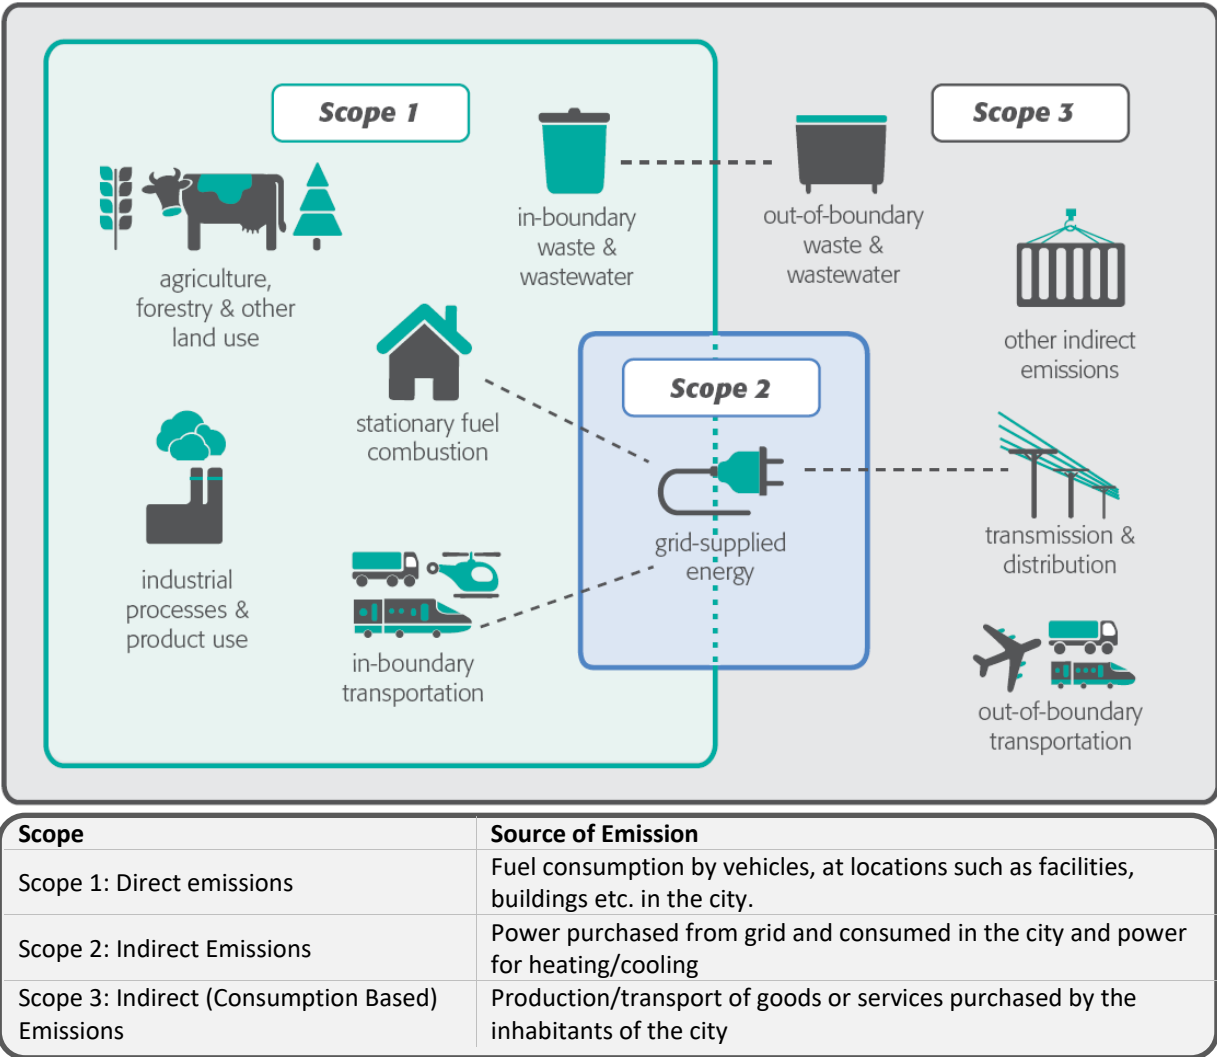 Scope 1
Scope 3
in-boundary
waste &
wastewater
out-of-boundary
waste &
wastewater
agriculture,
forestry & other
land use
other indirect
emissions
Scope 2
stationary fuel
combustion
grid-supplied
energy
transmission &
distribution
industrial
processes &
product use
in-boundary
transportation
out-of-boundary
transportation
Scope
Source of Emission
Scope 1: Direct emissions
Fuel consumption by vehicles, at locations such as facilities,
buildings etc. in the city.
Scope 2: Indirect Emissions
Power purchased from grid and consumed in the city and power
for heating/cooling
Scope 3: Indirect (Consumption Based)
Emissions
Production/transport of goods or services purchased by the
inhabitants of the city